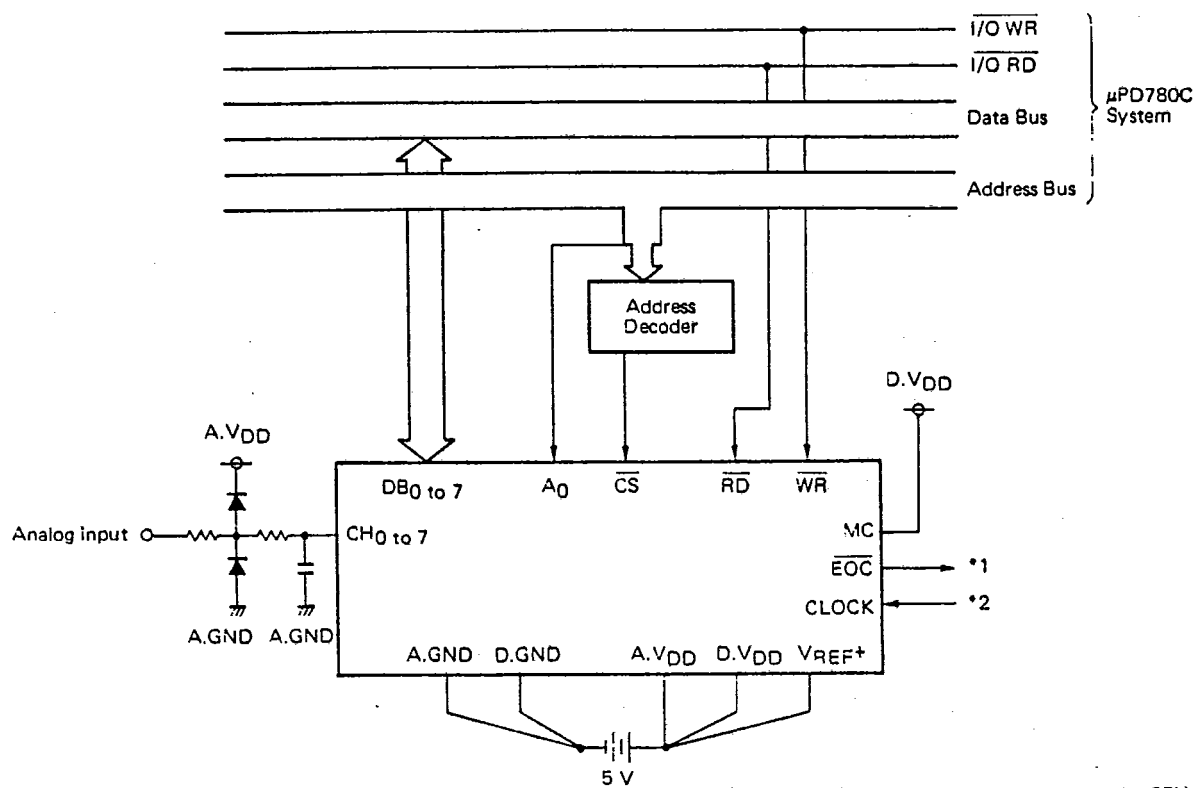 I/O WR
I/O RD
Data Bus
Address Bus
µPD780C
System
Address
Decoder
D.VDD
A.VDD
DB0 to 7
A0
CS
RD
WR
Analog input
CH0 to 7
MC
EOC
*1
CLOCK
*2
A.GND
A.GND
A.GND
D.GND
A.VDD
D.VDD
VREF+
5 V